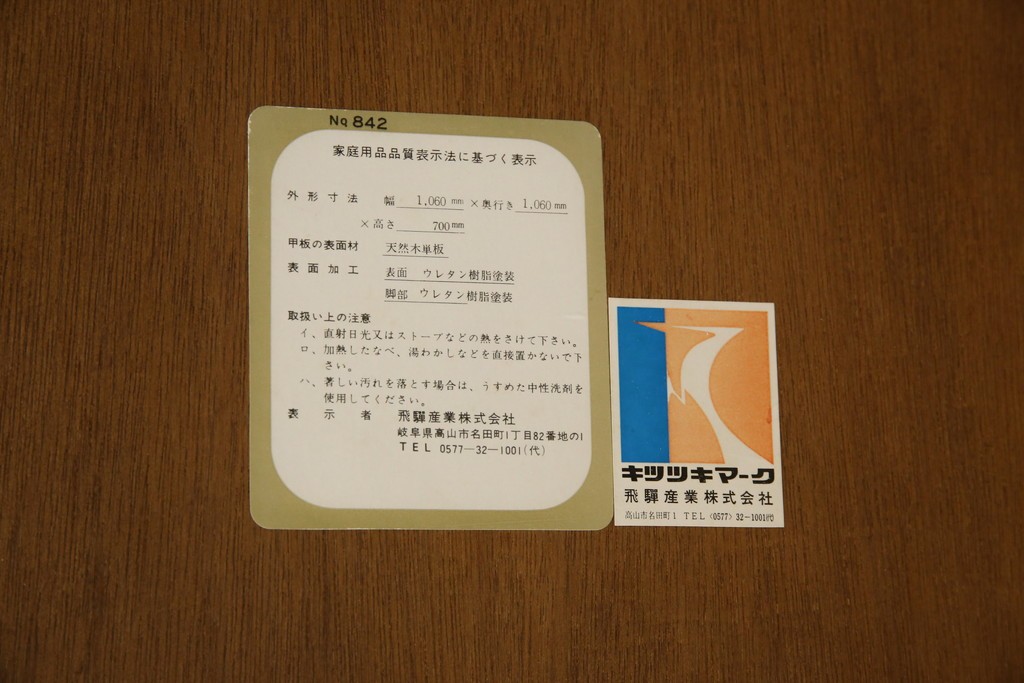 № 842
家庭用品品質表示法に基づく表示
外形寸法 幅 1,060 mm × 奥行き 1,060 mm
× 高さ 700 mm
甲板の表面材 天然木単板
表面加工 表面 ウレタン樹脂塗装
脚部 ウレタン樹脂塗装
取扱い上の注意
イ、直射日光又はストーブなどの熱をさけて下さい。
ロ、加熱したなべ、湯わかしなどを直接置かないで下
さい。
ハ、著しい汚れを落とす場合は、うすめた中性洗剤を
使用してください。
表示者 飛驒産業株式会社
岐阜県高山市名田町1丁目82番地の1
TEL 0577-32-1001(代)
キツツキマーク
飛驒産業株式会社
高山市名田町1 TEL (0577) 32-1001㈹